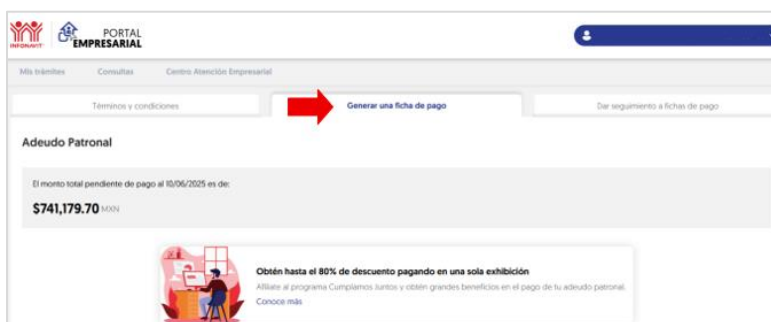 INFONAVIT
PORTAL
EMPRESARIAL
Mis trámites Consultas Centro Atención Empresarial
Términos y condiciones Generar una ficha de pago Dar seguimiento a fichas de pago
Adeudo Patronal
El monto total pendiente de pago al 10/06/2025 es de:
$741,179.70 MXN
Obtén hasta el 80% de descuento pagando en una sola exhibición
Afíliate al programa Cumplamos Juntos y obtén grandes beneficios en el pago de tu adeudo patronal.
Conoce más